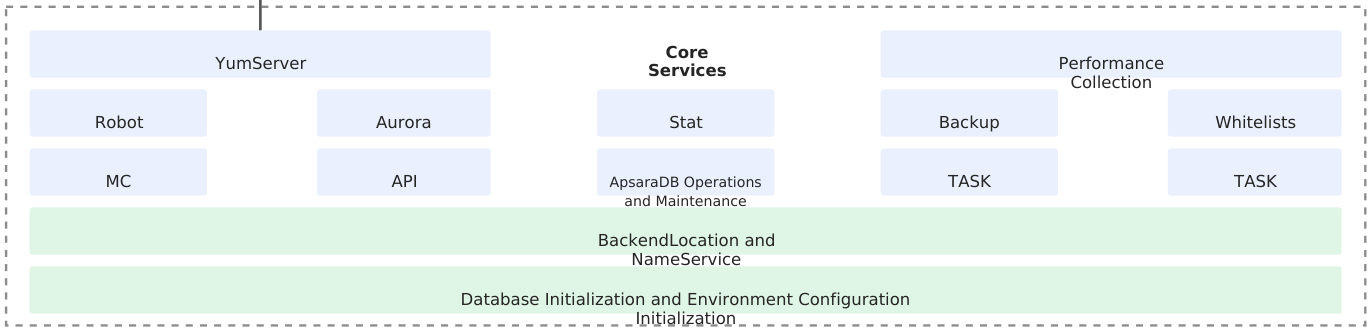 YumServer
Core
Services
Performance
Collection
Robot
Aurora
Stat
Backup
Whitelists
MC
API
ApsaraDB Operations
and Maintenance
TASK
TASK
BackendLocation and
NameService
Database Initialization and Environment Configuration
Initialization